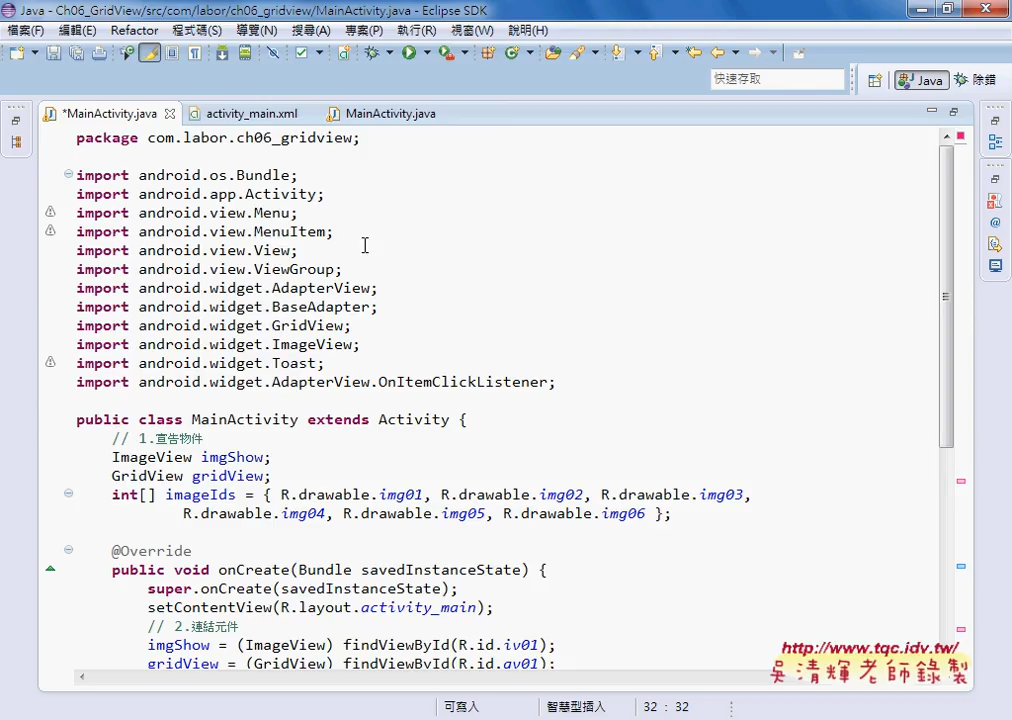 Java - Ch06_GridView/src/com/labor/ch06_gridview/MainActivity.java - Eclipse SDK
檔案(F) 編輯(E) Refactor 程式碼(S) 導覽(N) 搜尋(A) 專案(P) 執行(R) 視窗(W) 說明(H)
快速存取 Java 除錯
*MainActivity.java activity_main.xml MainActivity.java
package com.labor.ch06_gridview;
import android.os.Bundle;
import android.app.Activity;
import android.view.Menu;
import android.view.MenuItem;
import android.view.View;
import android.view.ViewGroup;
import android.widget.AdapterView;
import android.widget.BaseAdapter;
import android.widget.GridView;
import android.widget.ImageView;
import android.widget.Toast;
import android.widget.AdapterView.OnItemClickListener;
public class MainActivity extends Activity {
// 1.宣告物件
ImageView imgShow;
GridView gridView;
int[] imageIds = { R.drawable.img01, R.drawable.img02, R.drawable.img03,
R.drawable.img04, R.drawable.img05, R.drawable.img06 };
@Override
public void onCreate(Bundle savedInstanceState) {
super.onCreate(savedInstanceState);
setContentView(R.layout.activity_main);
// 2.連結元件
imgShow = (ImageView) findViewById(R.id.iv01);
gridView = (GridView) findViewById(R.id.gv01);
http://www.tqc.idv.tw/
吳清輝老師錄製
可寫入 智慧型插入 32 : 32